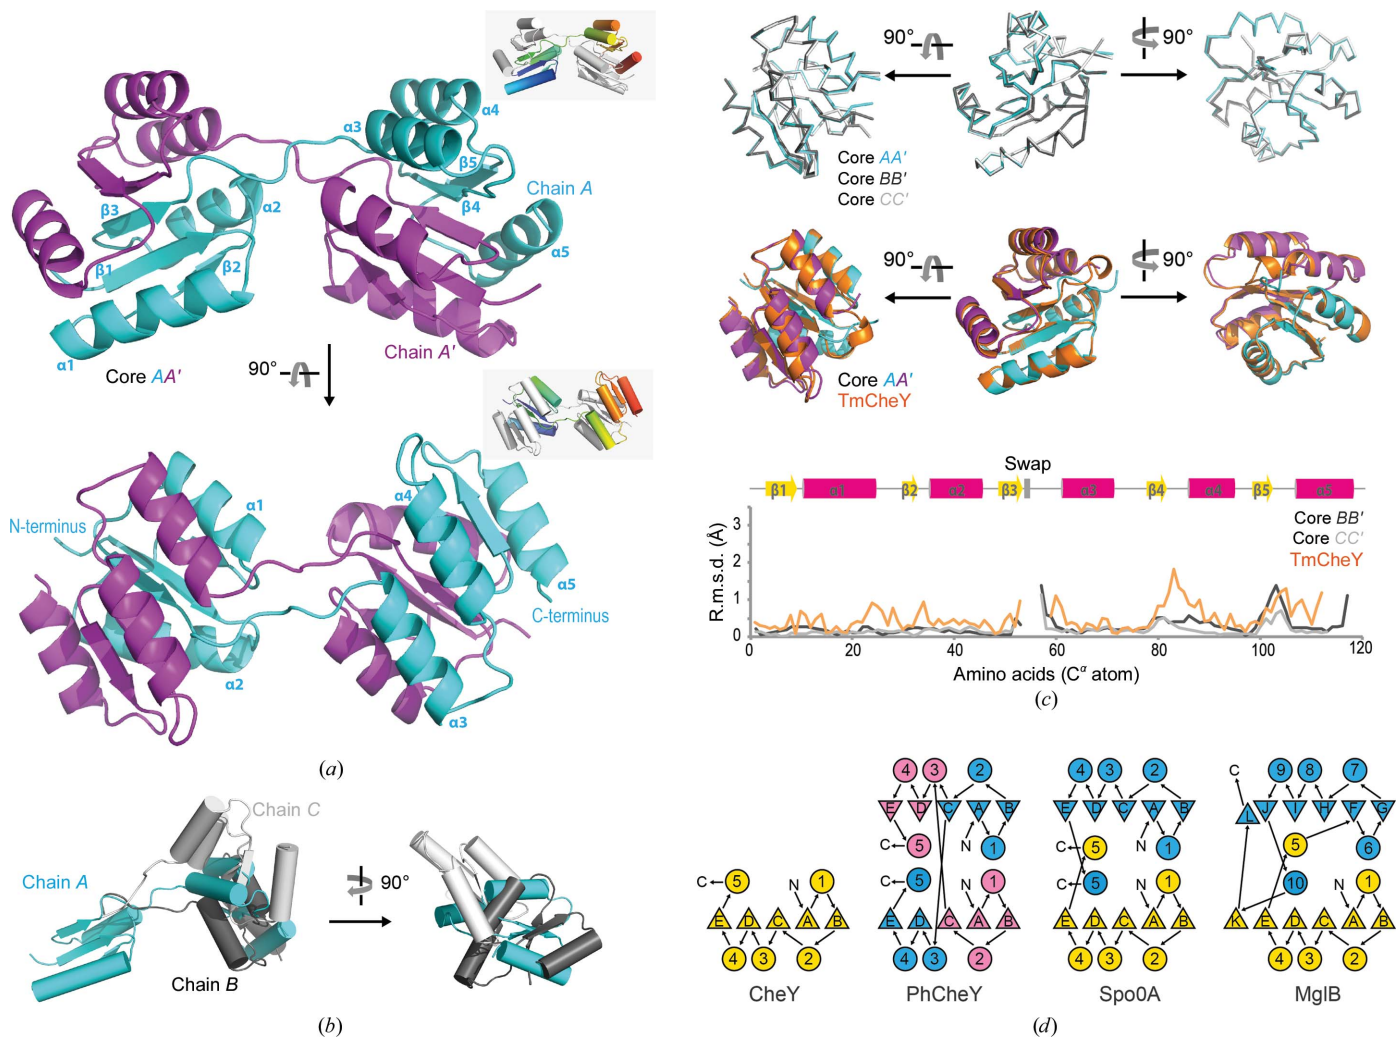 α3
α4
β5
Chain A
β3
α2
β4
β1
β2
α5
α1
Chain A'
Core AA'
90°
α1
α4
N-terminus
α5
C-terminus
α2
α3
(a)
Chain C
Chain A
90°
Chain B
(b)
90°
90°
Core AA'
Core BB'
Core CC'
90°
90°
Core AA'
TmCheY
Swap
β1 α1 β2 α2 β3 α3 β4 α4 β5 α5
Core BB'
Core CC'
TmCheY
R.m.s.d. (Å)
3
2
1
0
0 20 40 60 80 100 120
Amino acids (Cα atom)
(c)
C 5 N 1
E D C A B
4 3 2
CheY
4 3 2
E D C A B
C 5 N 1
C 5 N 1
E D C A B
4 3 2
PhCheY
4 3 2
E D C A B
C 5 N 1
C 5 N 1
E D C A B
4 3 2
Spo0A
C 9 8 7
L J I H F G
5 6
10 N 1
K E D C A B
4 3 2
MglB
(d)